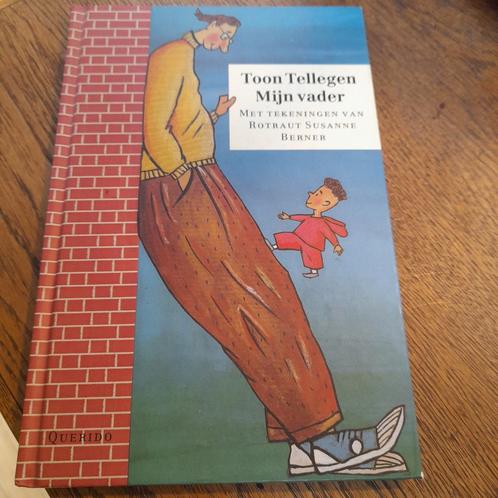 Toon Tellegen
Mijn vader
Met tekeningen van
Rotraut Susanne
Berner
Querido